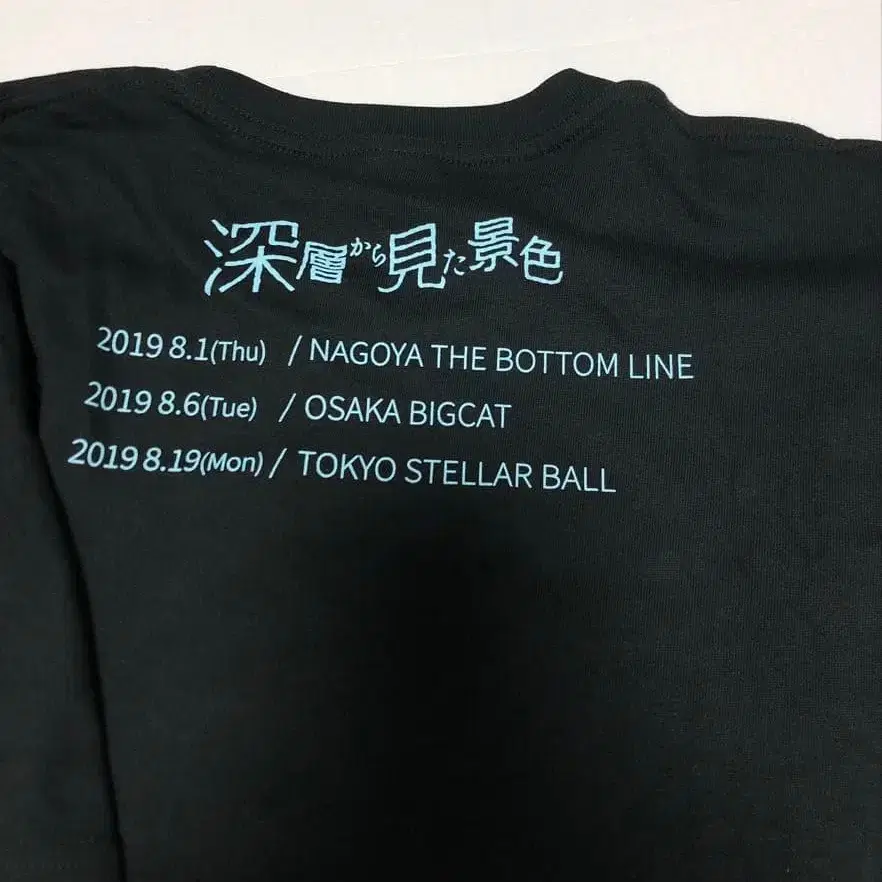 深層から見た景色
2019 8.1(Thu) / NAGOYA THE BOTTOM LINE
2019 8.6(Tue) / OSAKA BIGCAT
2019 8.19(Mon) / TOKYO STELLAR BALL